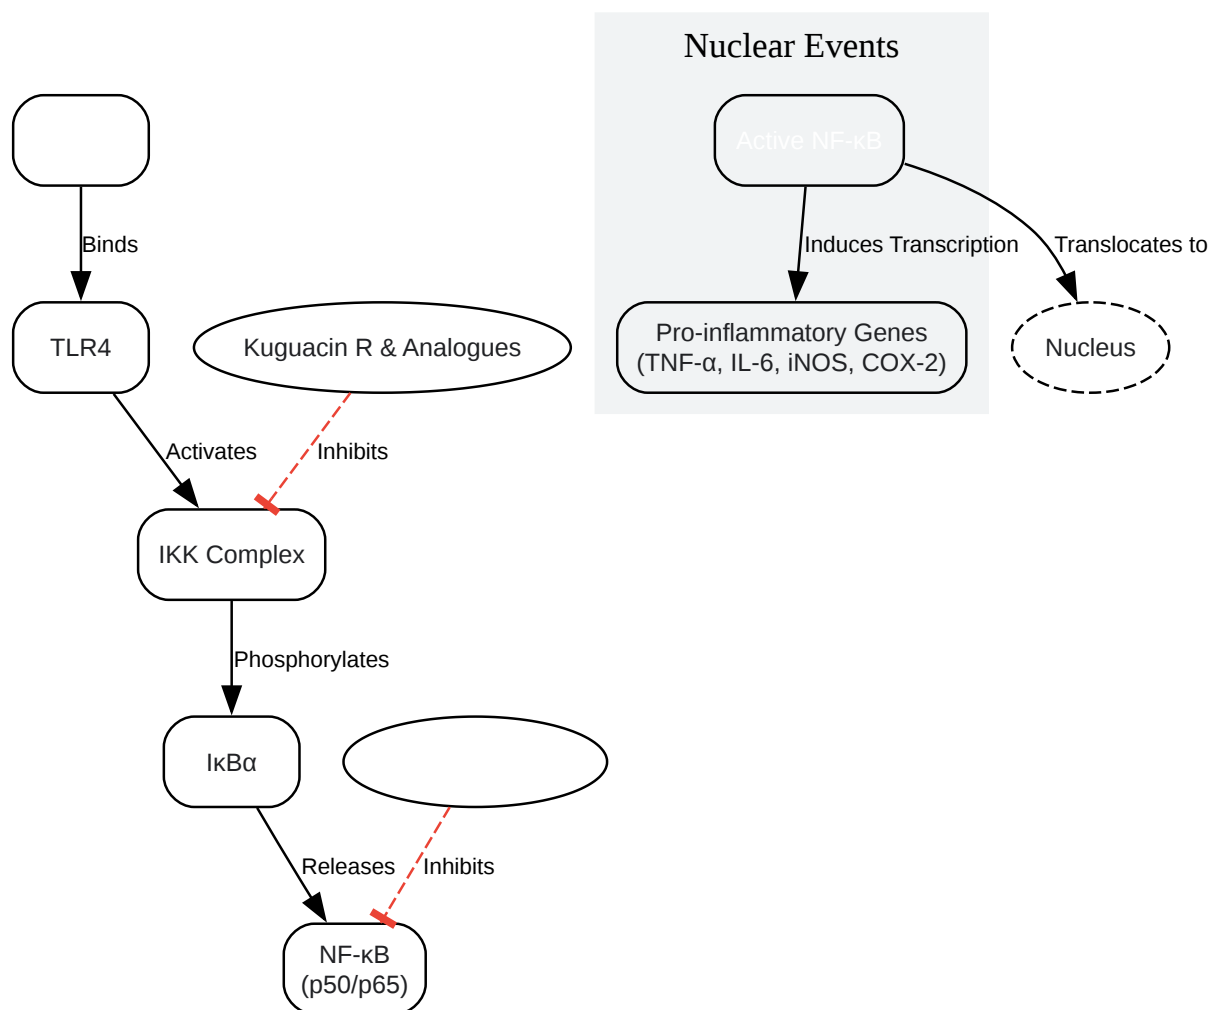 Nuclear Events
Active NF-κB
Binds
Induces Transcription
Translocates to
TLR4
Kuguacin R & Analogues
Pro-inflammatory Genes
(TNF-α, IL-6, iNOS, COX-2)
Nucleus
Activates
Inhibits
IKK Complex
Phosphorylates
IκBα
Releases
Inhibits
NF-κB
(p50/p65)